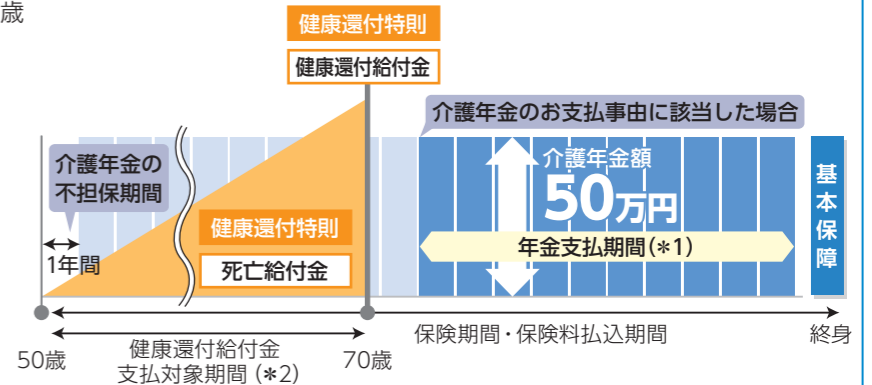 歳
健康還付特則
健康還付給付金
介護年金のお支払事由に該当した場合
介護年金の
不担保期間
1年間
健康還付特則
死亡給付金
介護年金額
50万円
年金支払期間(*1)
基本保障
50歳
健康還付給付金
支払対象期間(*2)
70歳
保険期間・保険料払込期間
終身